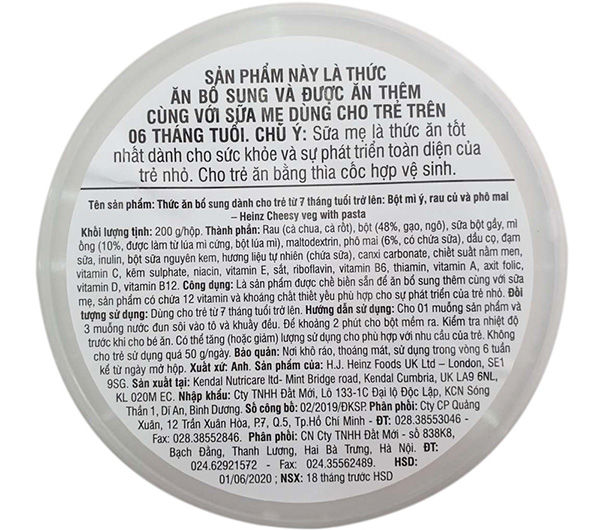 SẢN PHẨM NÀY LÀ THỨC
ĂN BỔ SUNG VÀ ĐƯỢC ĂN THÊM
CÙNG VỚI SỮA MẸ DÙNG CHO TRẺ TRÊN
06 THÁNG TUỔI. CHÚ Ý: Sữa mẹ là thức ăn tốt
nhất dành cho sức khỏe và sự phát triển toàn diện của
trẻ nhỏ. Cho trẻ ăn bằng thìa cốc hợp vệ sinh.
Tên sản phẩm: Thức ăn bổ sung dành cho trẻ từ 7 tháng tuổi trở lên: Bột mì ý, rau củ và phô mai
– Heinz Cheesy veg with pasta
Khối lượng tịnh: 200 g/hộp. Thành phần: Rau (cà chua, cà rốt), bột (48%, gạo, ngô), sữa bột gầy, mì
ống (10%, được làm từ lúa mì cứng, bột lúa mì), maltodextrin, phô mai (6%, có chứa sữa), dầu cọ, đạm
sữa, inulin, bột sữa nguyên kem, hương liệu tự nhiên (chứa sữa), canxi carbonat, chiết suất nấm men,
vitamin C, kẽm sulphate, niacin, vitamin E, sắt, riboflavin, vitamin B6, thiamin, vitamin A, axit folic,
vitamin D, vitamin B12. Công dụng: Là sản phẩm được chế biến sẵn để ăn bổ sung thêm cùng với sữa
mẹ, sản phẩm có chứa 12 vitamin và khoáng chất thiết yếu phù hợp cho sự phát triển của trẻ nhỏ. Đối
tượng sử dụng: Dùng cho trẻ từ 7 tháng tuổi trở lên. Hướng dẫn sử dụng: Cho 01 muỗng sản phẩm và
3 muỗng nước đun sôi vào tô và khuấy đều. Để khoảng 2 phút cho bột mềm ra. Kiểm tra nhiệt độ
trước khi cho bé ăn. Có thể tăng (hoặc giảm) lượng sử dụng cho phù hợp với nhu cầu của trẻ. Không
cho trẻ sử dụng quá 50 g/ngày. Bảo quản: Nơi khô ráo, thoáng mát, sử dụng trong vòng 6 tuần
kể từ ngày mở hộp. Xuất xứ: Anh. Sản phẩm của: H.J. Heinz Foods UK Ltd – London, SE1
9SG. Sản xuất tại: Kendal Nutricare ltd- Mint Bridge road, Kendal Cumbria, UK LA9 6NL,
KL 020M EC. Nhập khẩu: Cty TNHH Đất Mới, Lô 133-1C Đại lộ Độc Lập, KCN Sóng
Thần 1, Dĩ An, Bình Dương. Số công bố: 02/2019/ĐKSP. Phân phối: Cty CP Quảng
Xuân, 12 Trần Xuân Hòa, P.7, Q.5, Tp.Hồ Chí Minh - ĐT: 028.38553046 -
Fax: 028.38552846. Phân phối: CN Cty TNHH Đất Mới - số 838K8,
Bạch Đằng, Thanh Lương, Hai Bà Trưng, Hà Nội. ĐT:
024.62921572 - Fax: 024.35562489. HSD:
01/06/2020 ; NSX: 18 tháng trước HSD